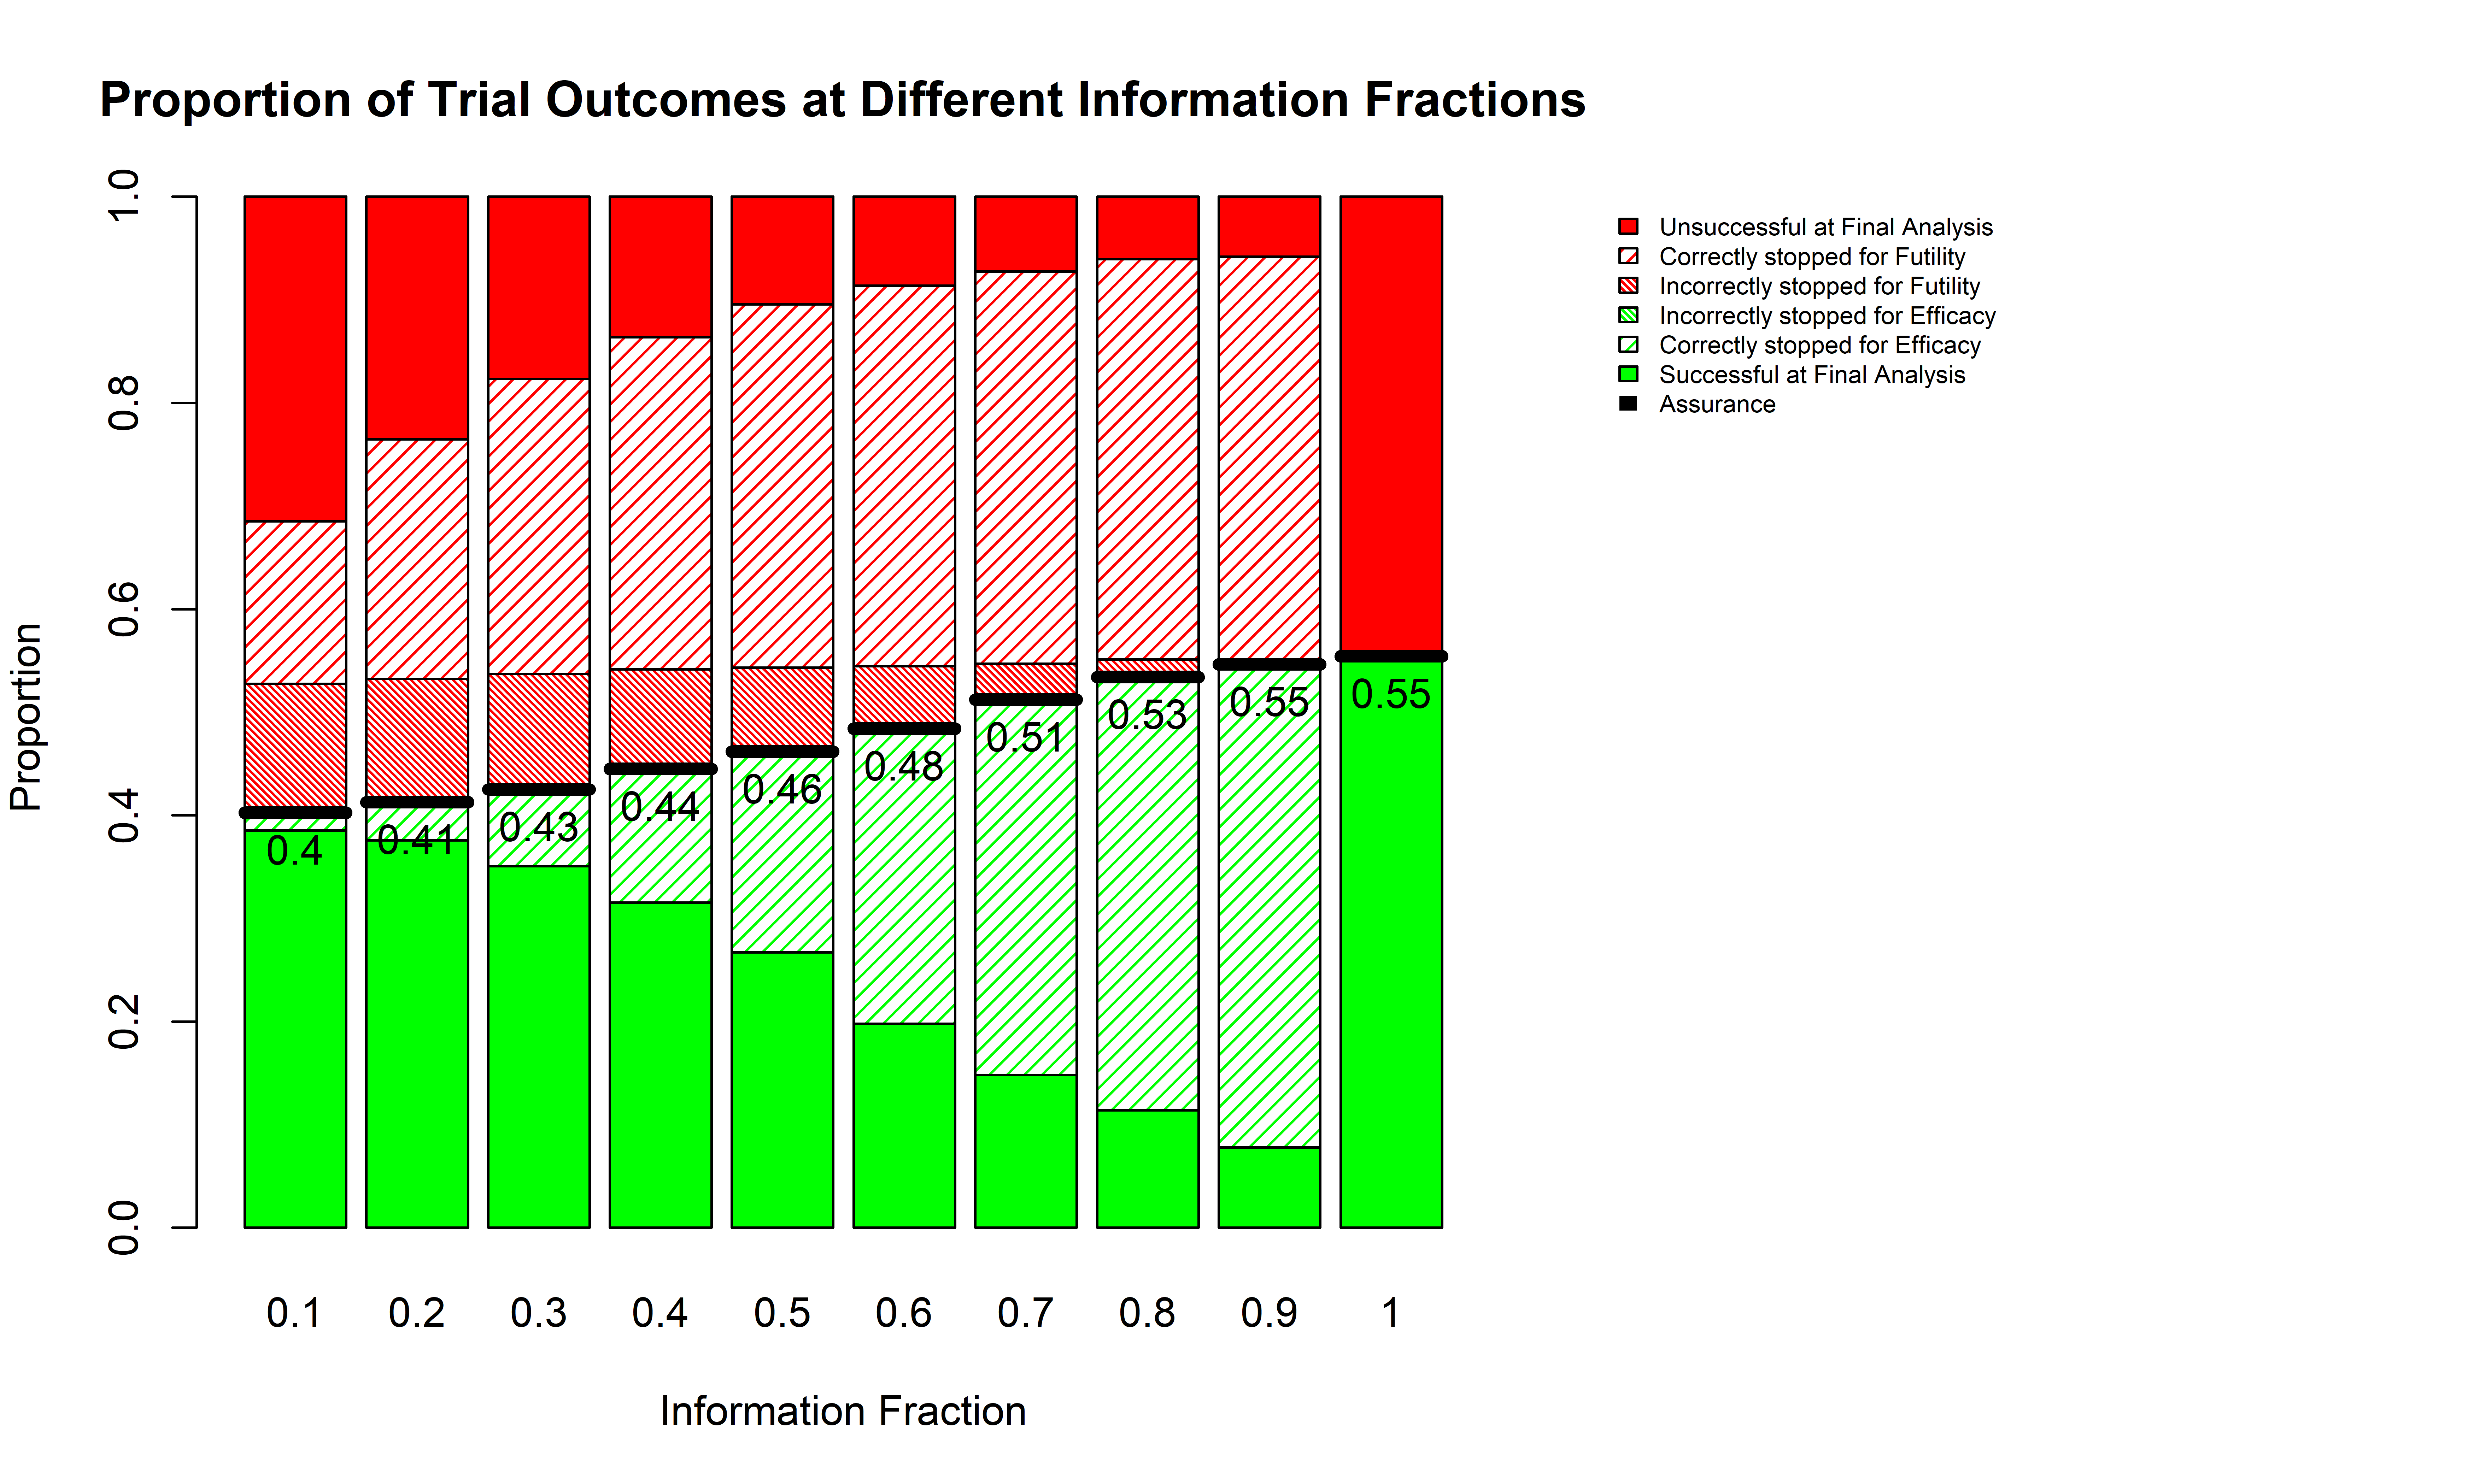 Proportion of Trial Outcomes at Different Information Fractions
Proportion
1.0
0.8
0.6
0.4
0.2
0.0
0.4
0.41
0.43
0.44
0.46
0.48
0.51
0.53
0.55
0.55
0.1 0.2 0.3 0.4 0.5 0.6 0.7 0.8 0.9 1
Information Fraction
Unsuccessful at Final Analysis
Correctly stopped for Futility
Incorrectly stopped for Futility
Incorrectly stopped for Efficacy
Correctly stopped for Efficacy
Successful at Final Analysis
Assurance